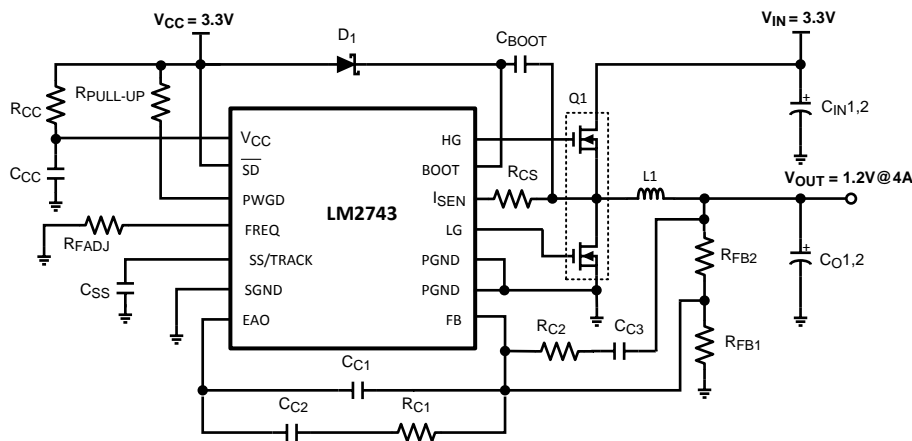 VCC = 3.3V
VIN = 3.3V
D1
CBOOT
RCC
RPULL-UP
Q1
CIN1,2
VCC
HG
CCC
SD
BOOT
RCS
L1
VOUT = 1.2V@4A
PWGD
ISEN
LM2743
FREQ
LG
RFADJ
RFB2
CO1,2
SS/TRACK
PGND
CSS
SGND
PGND
EAO
FB
RC2
CC3
RFB1
CC1
CC2
RC1